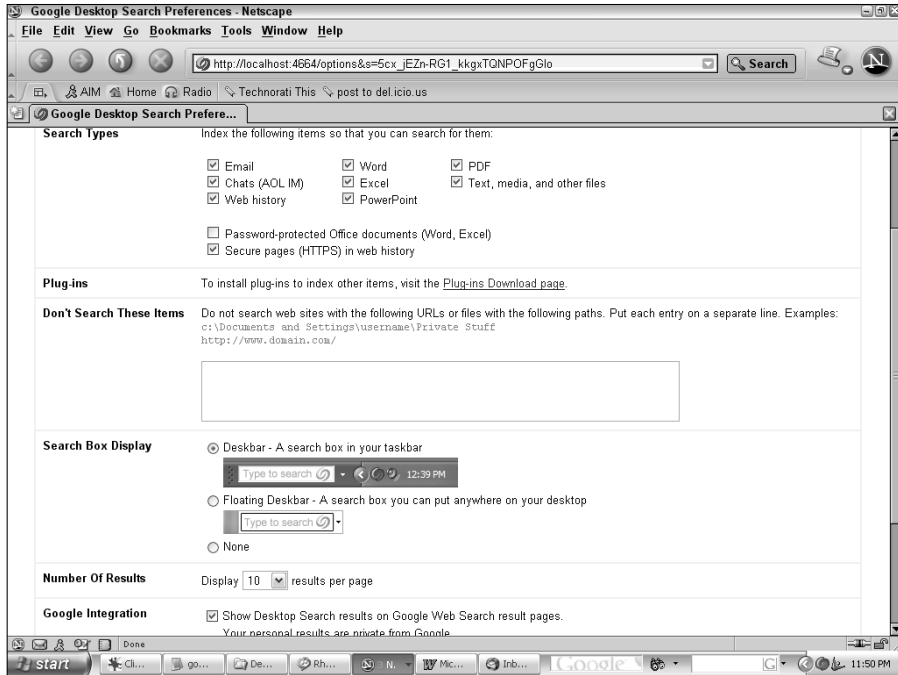 Google Desktop Search Preferences - Netscape
File Edit View Go Bookmarks Tools Window Help
http://localhost:4664/options&s=5cx_jEZn-RG1_kkgxTQNPOFgGlo
Search
N
AIM Home Radio Technorati This post to del.icio.us
Google Desktop Search Prefere...
Search Types Index the following items so that you can search for them:
Email Word PDF
Chats (AOL IM) Excel Text, media, and other files
Web history PowerPoint
Password-protected Office documents (Word, Excel)
Secure pages (HTTPS) in web history
Plug-ins To install plug-ins to index other items, visit the Plug-ins Download page.
Don't Search These Items Do not search web sites with the following URLs or files with the following paths. Put each entry on a separate line. Examples:
c:\Documents and Settings\username\Private Stuff
http://www.domain.com/
Search Box Display Deskbar - A search box in your taskbar
Type to search 12:39 PM
Floating Deskbar - A search box you can put anywhere on your desktop
Type to search
None
Number Of Results Display 10 results per page
Google Integration Show Desktop Search results on Google Web Search result pages.
Your personal results are private from Google
Done
start Cli... go... De... Rh... N. Mic... Inb... Google G 11:50 PM